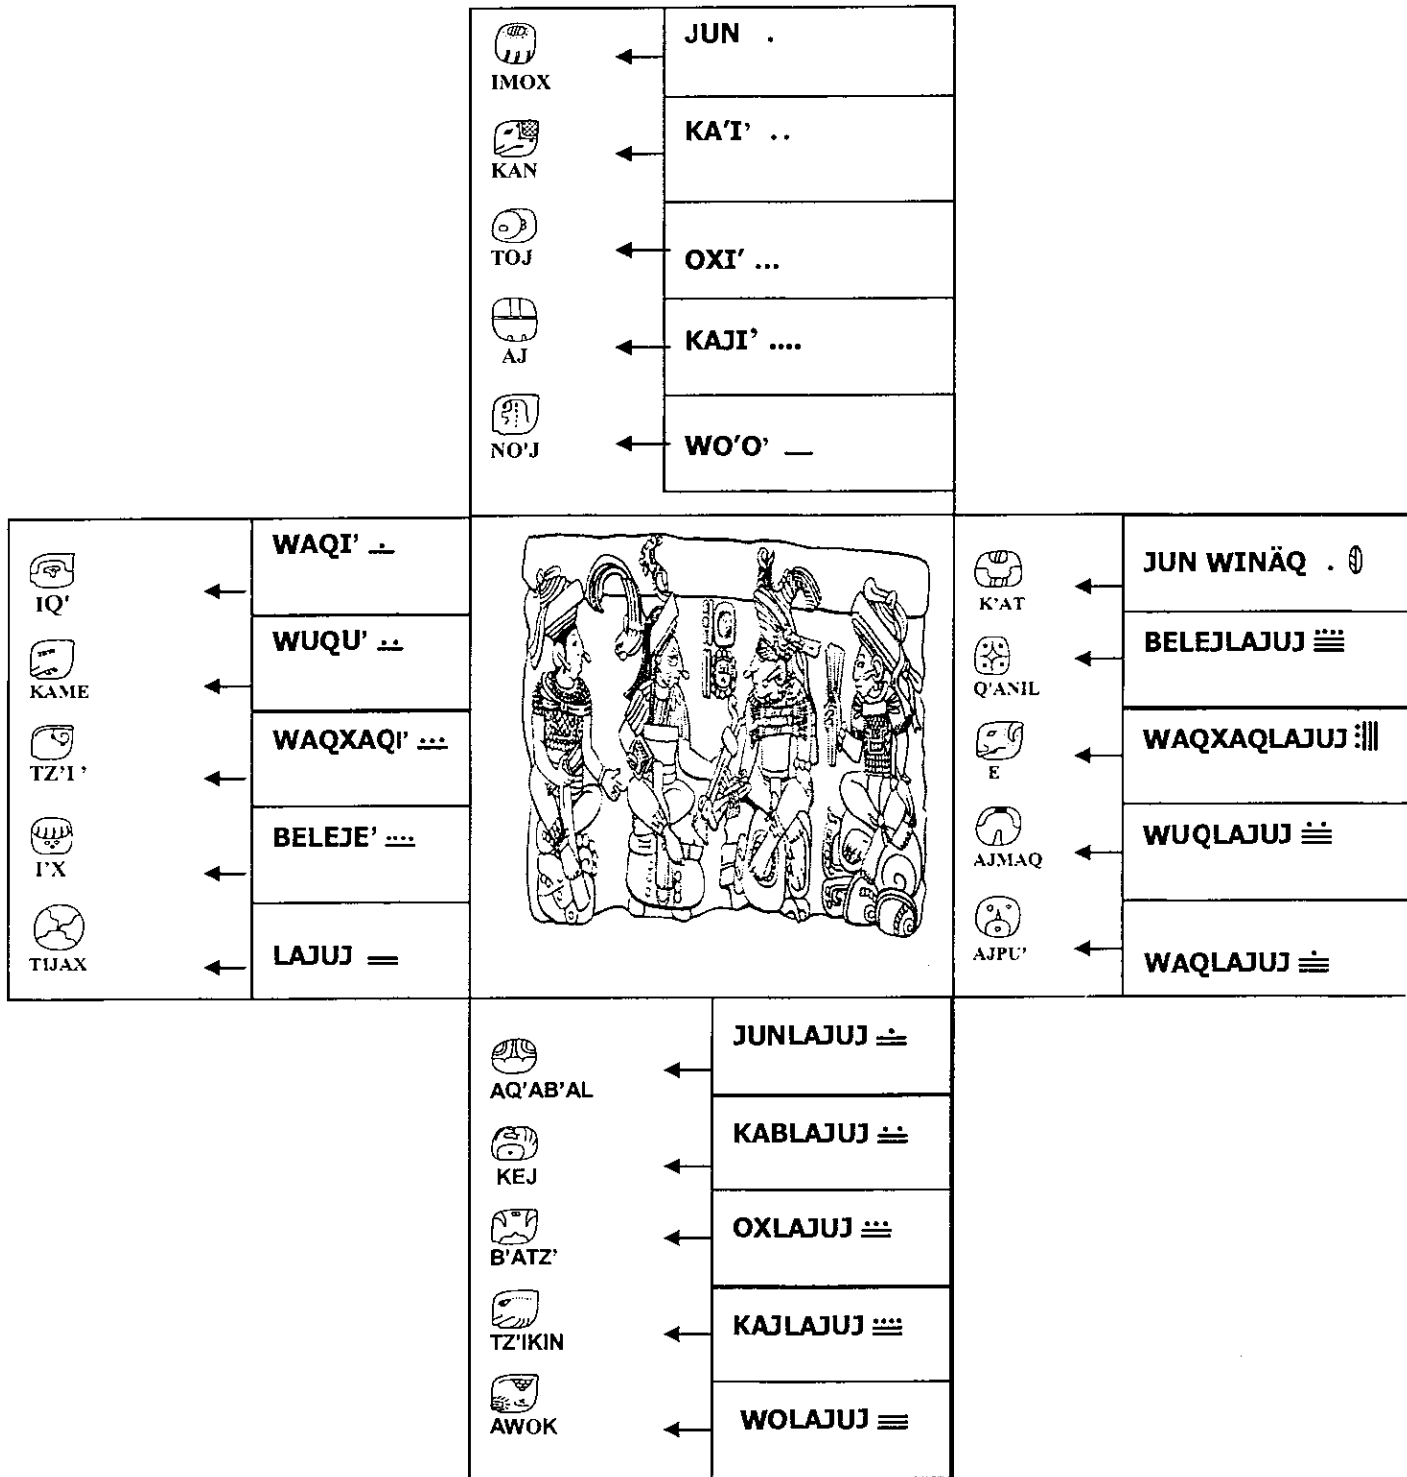 IMOX
JUN .
KAN
KA'I' ..
TOJ
OXI' ...
AJ
KAJI' ....
NO'J
WO'O'
IQ'
WAQI'
KAME
WUQU'
TZ'I'
WAQXAQI'
I'X
BELEJE'
TIJAX
LAJUJ
K'AT
JUN WINÄQ
Q'ANIL
BELEJLAJUJ
E
WAQXAQLAJUJ
AJMAQ
WUQLAJUJ
AJPU'
WAQLAJUJ
AQ'AB'AL
JUNLAJUJ
KEJ
KABLAJUJ
B'ATZ'
OXLAJUJ
TZ'IKIN
KAJLAJUJ
AWOK
WOLAJUJ